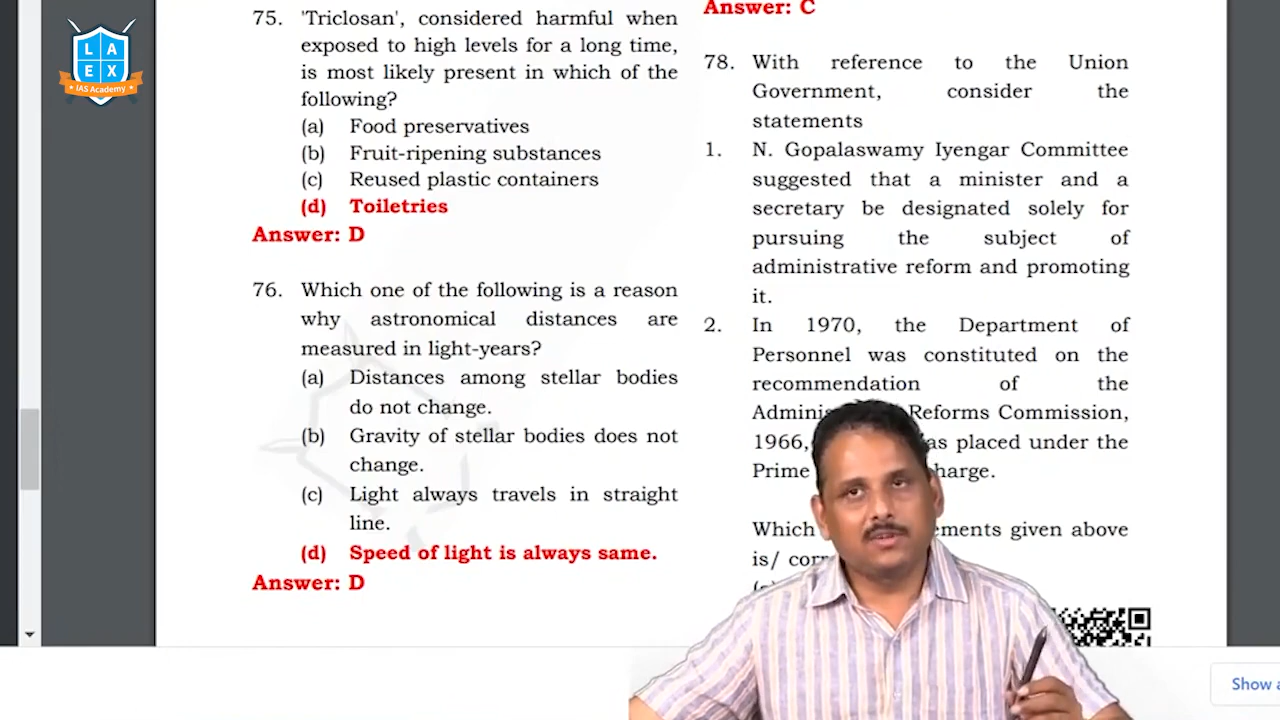 L A
E X
IAS Academy
75. 'Triclosan', considered harmful when
exposed to high levels for a long time,
is most likely present in which of the
following?
(a) Food preservatives
(b) Fruit-ripening substances
(c) Reused plastic containers
(d) Toiletries
Answer: D
76. Which one of the following is a reason
why astronomical distances are
measured in light-years?
(a) Distances among stellar bodies
do not change.
(b) Gravity of stellar bodies does not
change.
(c) Light always travels in straight
line.
(d) Speed of light is always same.
Answer: D
Answer: C
78. With reference to the Union
Government, consider the
statements
1. N. Gopalaswamy Iyengar Committee
suggested that a minister and a
secretary be designated solely for
pursuing the subject of
administrative reform and promoting
it.
2. In 1970, the Department of
Personnel was constituted on the
recommendation of the
Reforms Commission,
1966, placed under the
Prime
Which given above
is/
Show